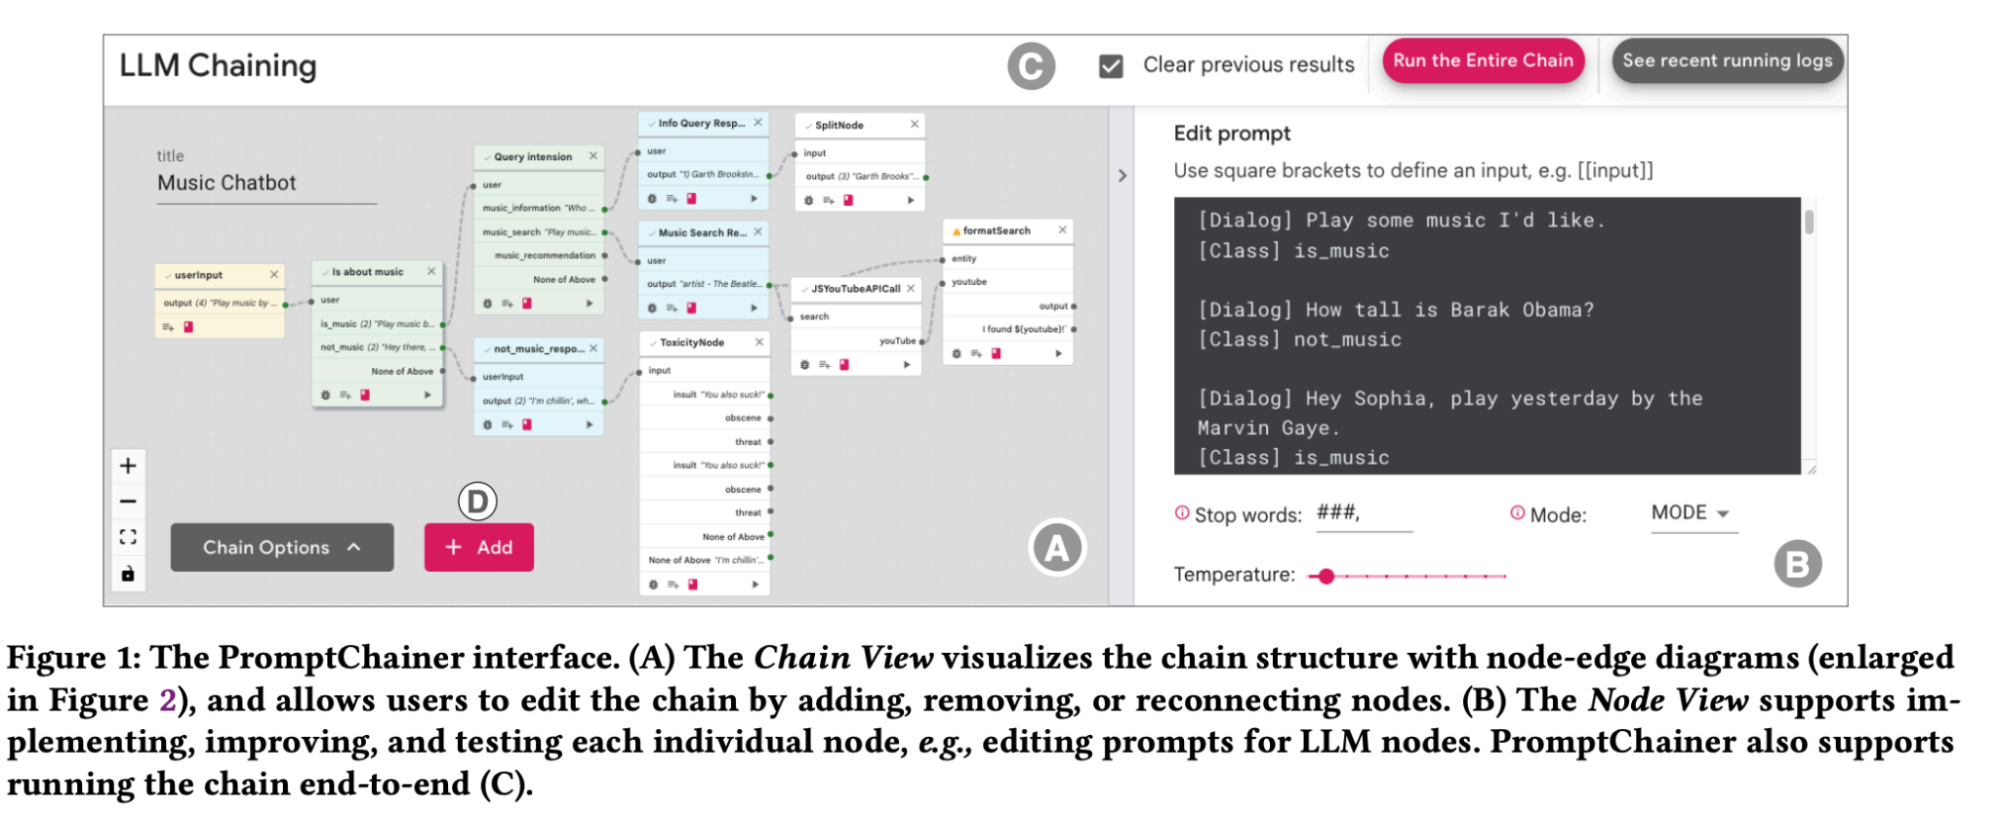 LLM Chaining
C
Clear previous results
Run the Entire Chain
See recent running logs
title
Music Chatbot
userInput
output (4) "Play music by ...
Is about music
user
is_music (2) "Play music b...
not_music (2) "Hey there, ...
None of Above
Query intension
user
music_information "Who ...
music_search "Play music...
music_recommendation
None of Above
not_music_respo...
userInput
output (2) "I'm chillin', wh...
Info Query Resp...
user
output "1) Garth BrooksIn...
Music Search Re...
user
output "artist - The Beatle...
ToxicityNode
input
insult "You also suck!"
obscene
threat
insult "You also suck!"
obscene
threat
None of Above
None of Above "I'm chillin'...
SplitNode
input
output (3) "Garth Brooks"...
JSYouTubeAPICall
search
youTube
formatSearch
entity
youtube
output
I found ${youtube}!`
D
Chain Options
+ Add
A
Edit prompt
Use square brackets to define an input, e.g. [[input]]
[Dialog] Play some music I'd like.
[Class] is_music
[Dialog] How tall is Barak Obama?
[Class] not_music
[Dialog] Hey Sophia, play yesterday by the
Marvin Gaye.
[Class] is_music
Stop words: ###,
Mode: MODE
Temperature:
B
Figure 1: The PromptChainer interface. (A) The Chain View visualizes the chain structure with node-edge diagrams (enlarged
in Figure 2), and allows users to edit the chain by adding, removing, or reconnecting nodes. (B) The Node View supports im-
plementing, improving, and testing each individual node, e.g., editing prompts for LLM nodes. PromptChainer also supports
running the chain end-to-end (C).